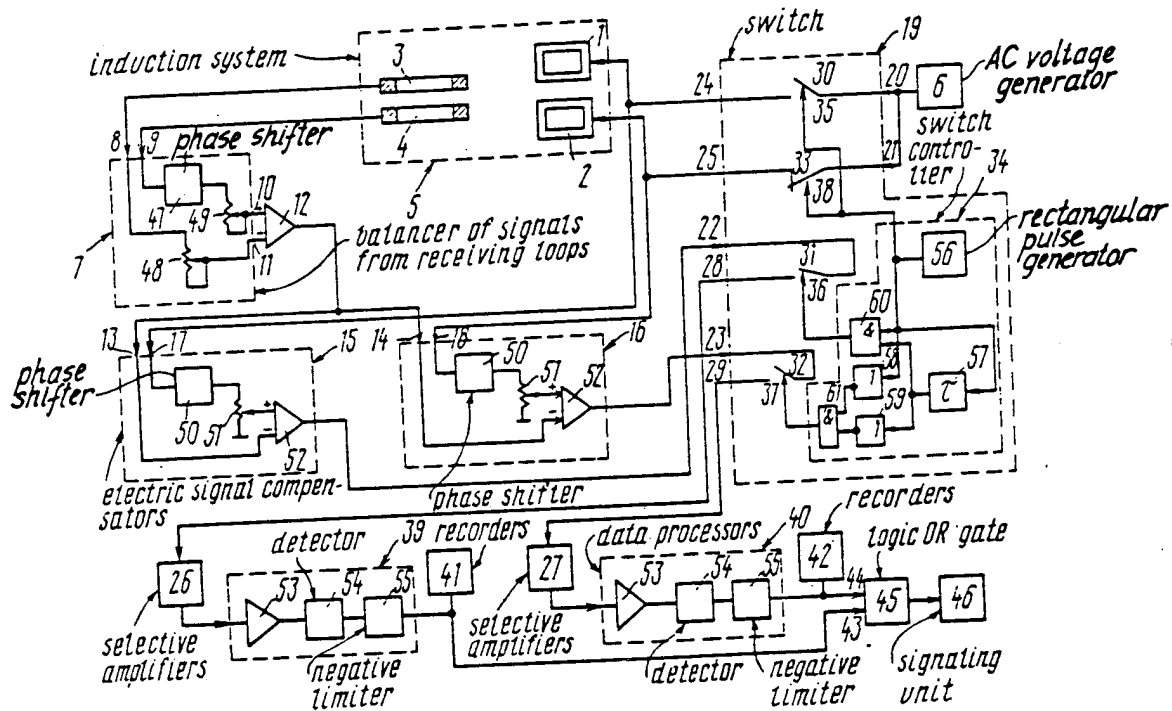 switch
19
induction system
3
1
24
30
20
6
AC voltage
generator
35
4
2
8
9
phase shifter
25
33
21
switch
controller
34
38
47
49
10
12
5
22
56
rectangular
pulse
generator
7
48
11
balancer of signals
from receiving loops
28
31
36
60
&
13
17
15
14
18
16
23
58
57
phase
shifter
50
51
+
-
52
50
51
+
-
52
29
32
37
61
&
1
59
1
τ
electric signal compen-
sators
phase shifter
recorders
39
recorders
data processors
40
logic OR gate
detector
26
53
54
55
41
27
53
54
55
42
44
45
46
43
selective
amplifiers
negative
limiter
selective
amplifiers
detector
negative
limiter
signaling
unit